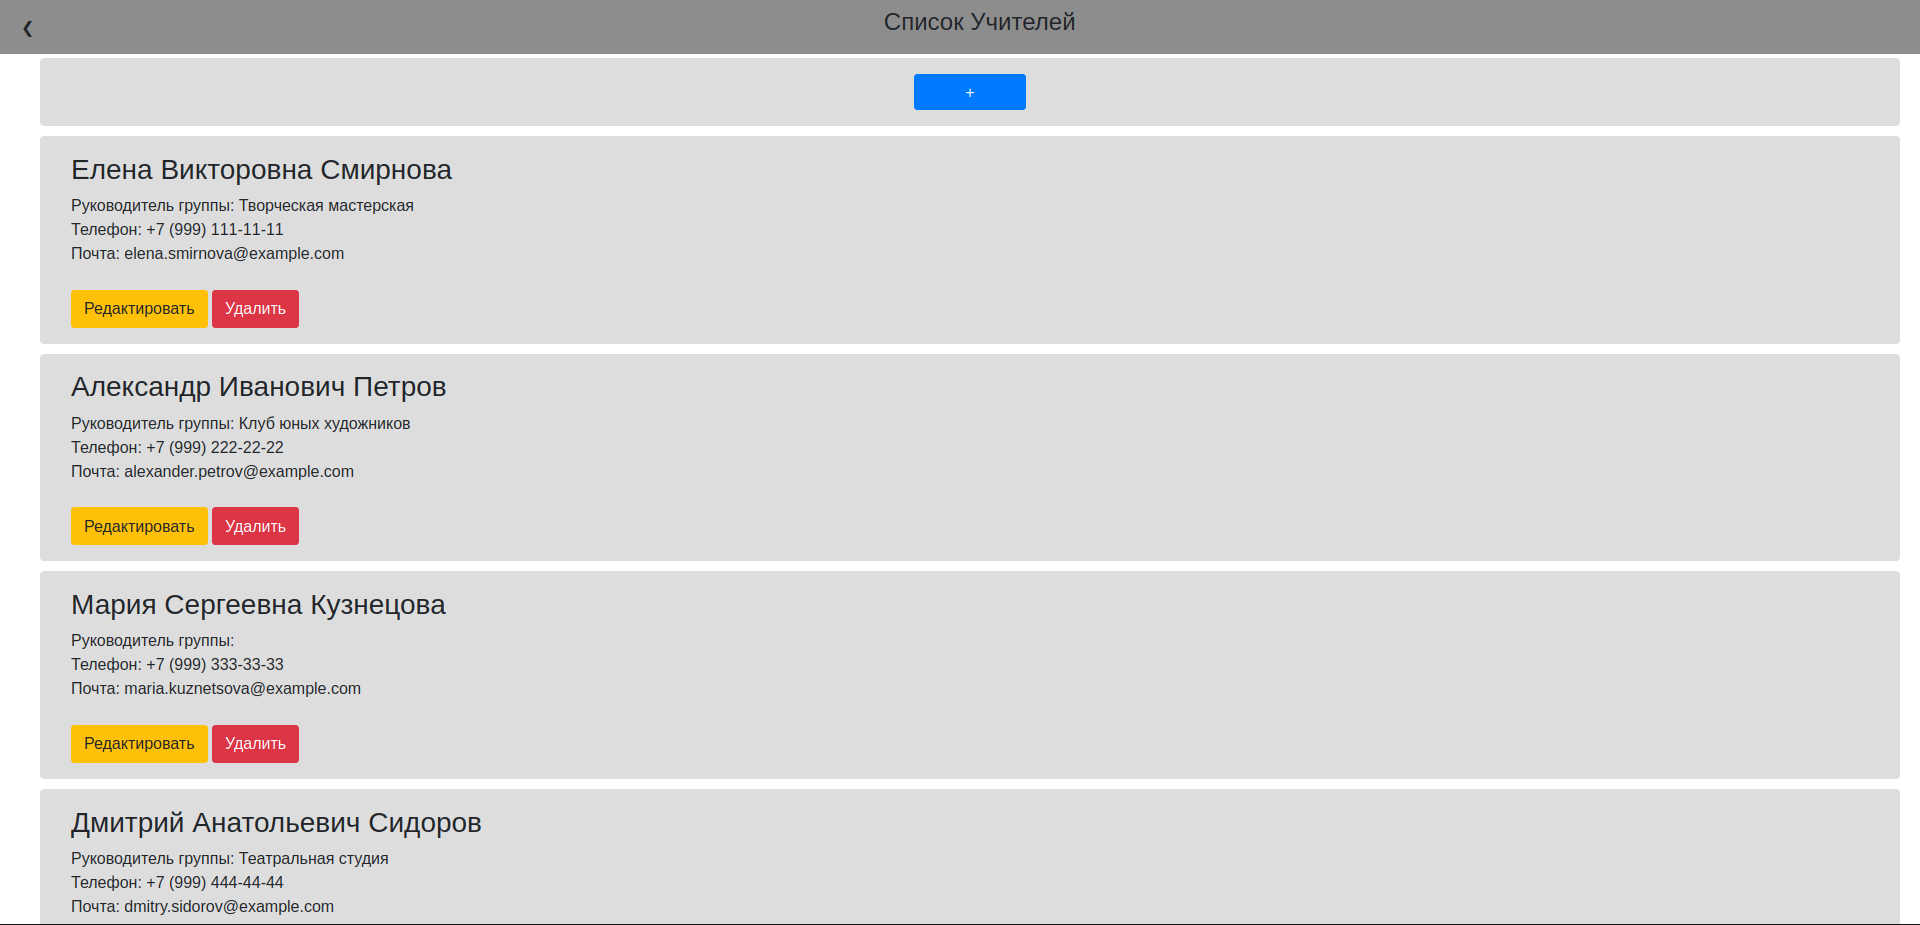 ❮
Список Учителей
+
Елена Викторовна Смирнова
Руководитель группы: Творческая мастерская
Телефон: +7 (999) 111-11-11
Почта: elena.smirnova@example.com
Редактировать Удалить
Александр Иванович Петров
Руководитель группы: Клуб юных художников
Телефон: +7 (999) 222-22-22
Почта: alexander.petrov@example.com
Редактировать Удалить
Мария Сергеевна Кузнецова
Руководитель группы:
Телефон: +7 (999) 333-33-33
Почта: maria.kuznetsova@example.com
Редактировать Удалить
Дмитрий Анатольевич Сидоров
Руководитель группы: Театральная студия
Телефон: +7 (999) 444-44-44
Почта: dmitry.sidorov@example.com